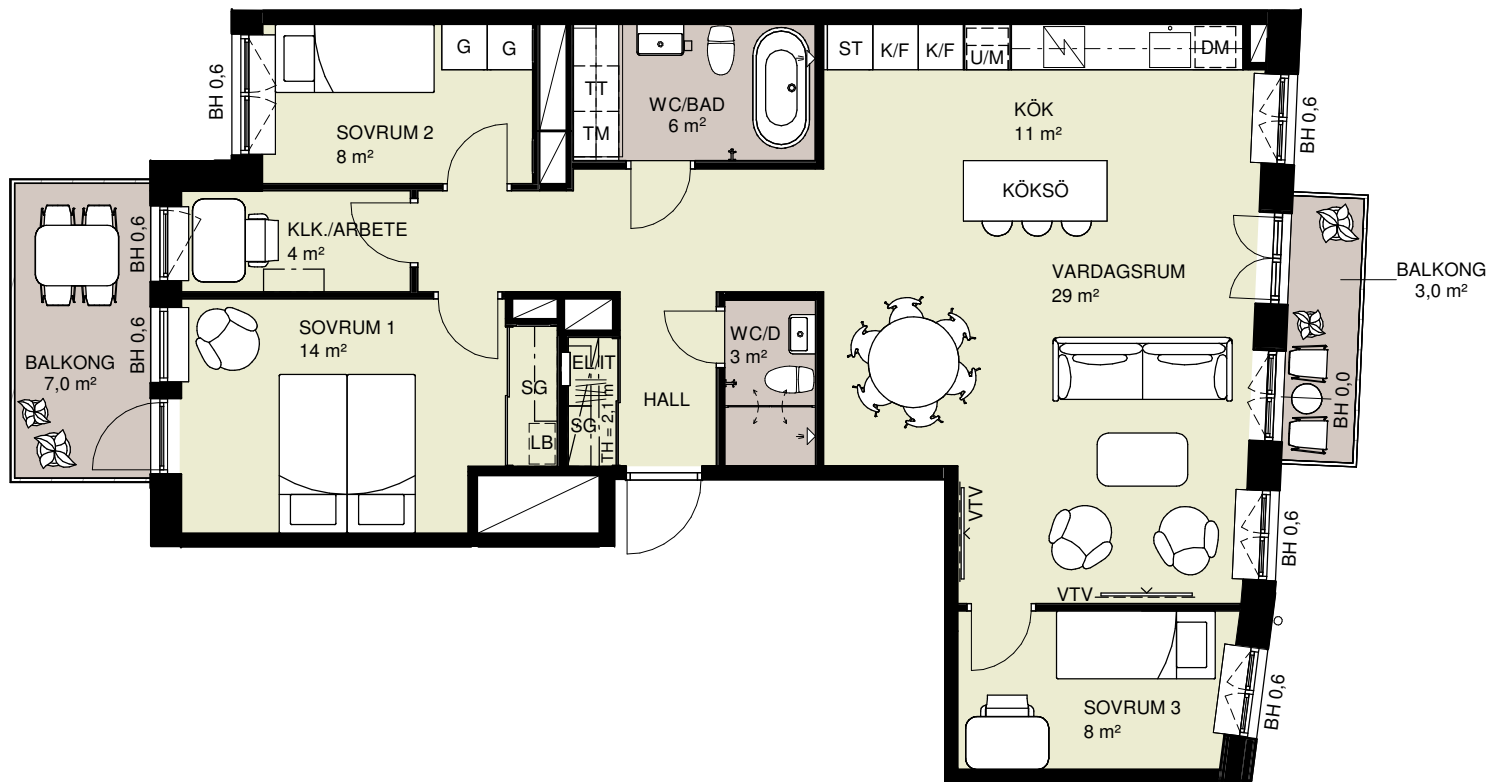 G
G
ST
K/F
K/F
U/M
DM
BH 0,6
TT
TM
WC/BAD
6 m²
KÖK
11 m²
BH 0,6
SOVRUM 2
8 m²
KÖKSÖ
BH 0,6
KLK./ARBETE
4 m²
VARDAGSRUM
29 m²
BALKONG
3,0 m²
BH 0,6
SOVRUM 1
14 m²
BALKONG
7,0 m²
WC/D
3 m²
EL/IT
SG
SG
LB
TH = 2,1 m
HALL
BH 0,0
VTV
BH 0,6
VTV
SOVRUM 3
8 m²
BH 0,6